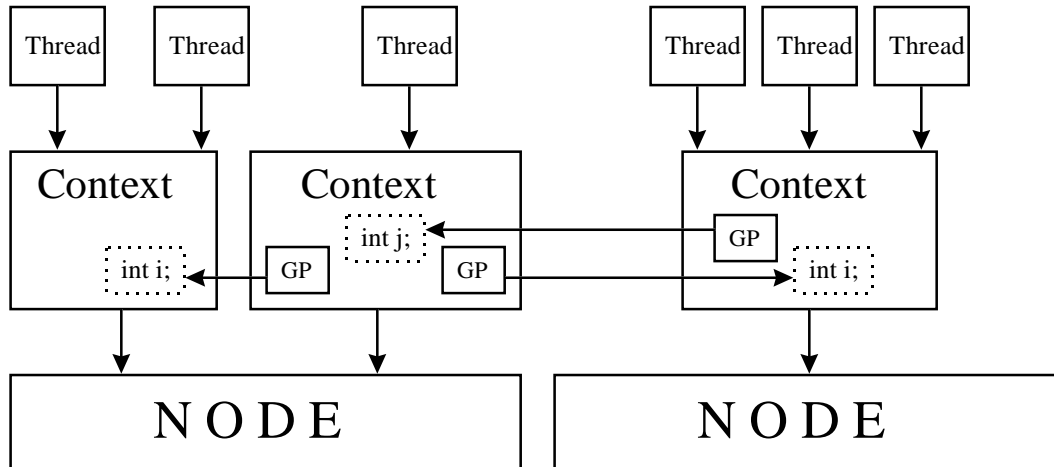 Thread
Thread
Thread
Thread
Thread
Thread
Context
Context
Context
int j;
GP
int i;
GP
GP
int i;
N O D E
N O D E